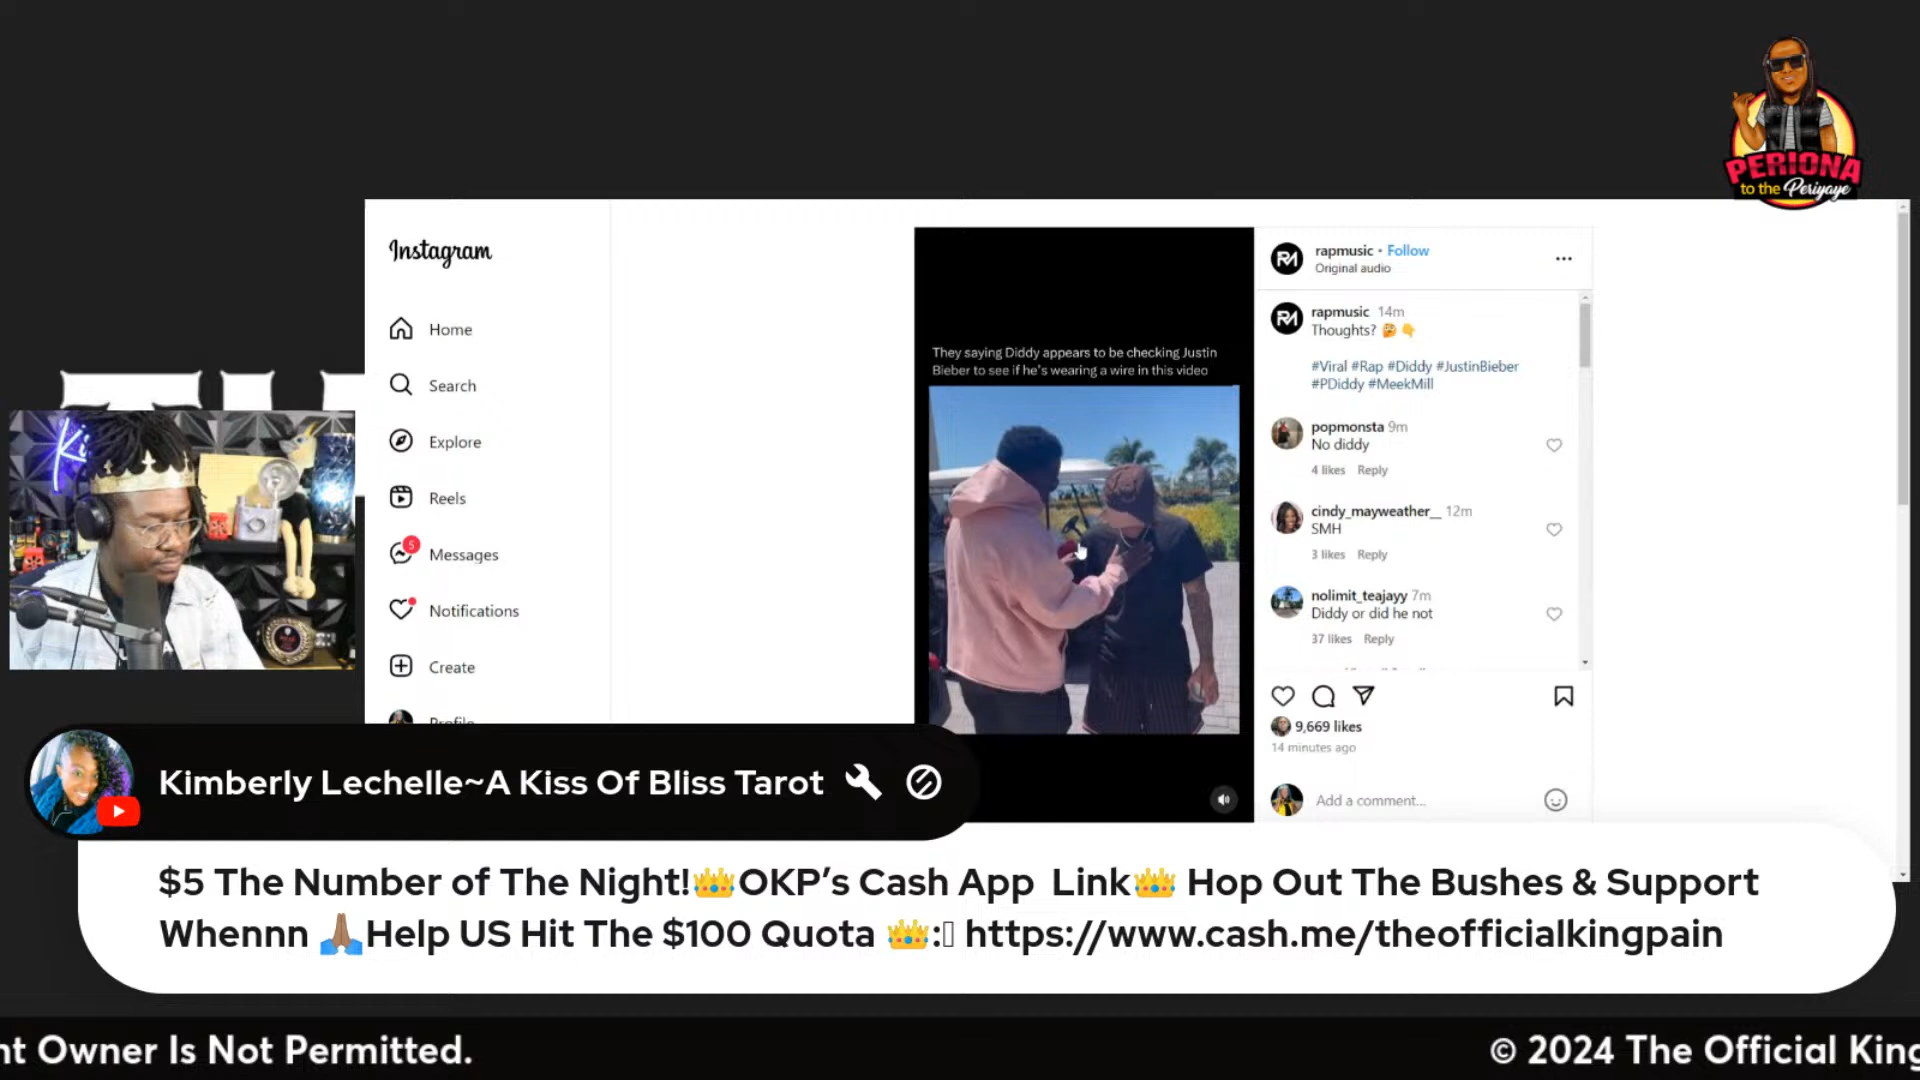 PERIONA
to the Periyaye
Instagram
Home
Search
Explore
Reels
5
Messages
Notifications
Create
Profile
They saying Diddy appears to be checking Justin
Bieber to see if he's wearing a wire in this video
rapmusic • Follow
Original audio
rapmusic 14m
Thoughts? 🤔 👇
#Viral #Rap #Diddy #JustinBieber
#PDiddy #MeekMill
popmonsta 9m
No diddy
4 likes Reply
cindy_mayweather__ 12m
SMH
3 likes Reply
nolimit_teajayy 7m
Diddy or did he not
37 likes Reply
9,669 likes
14 minutes ago
Add a comment...
Ki
Kimberly Lechelle~A Kiss Of Bliss Tarot
$5 The Number of The Night!👑OKP’s Cash App Link👑 Hop Out The Bushes & Support
Whennn 🙏🏽Help US Hit The $100 Quota 👑:▯ https://www.cash.me/theofficialkingpain
nt Owner Is Not Permitted.
© 2024 The Official King